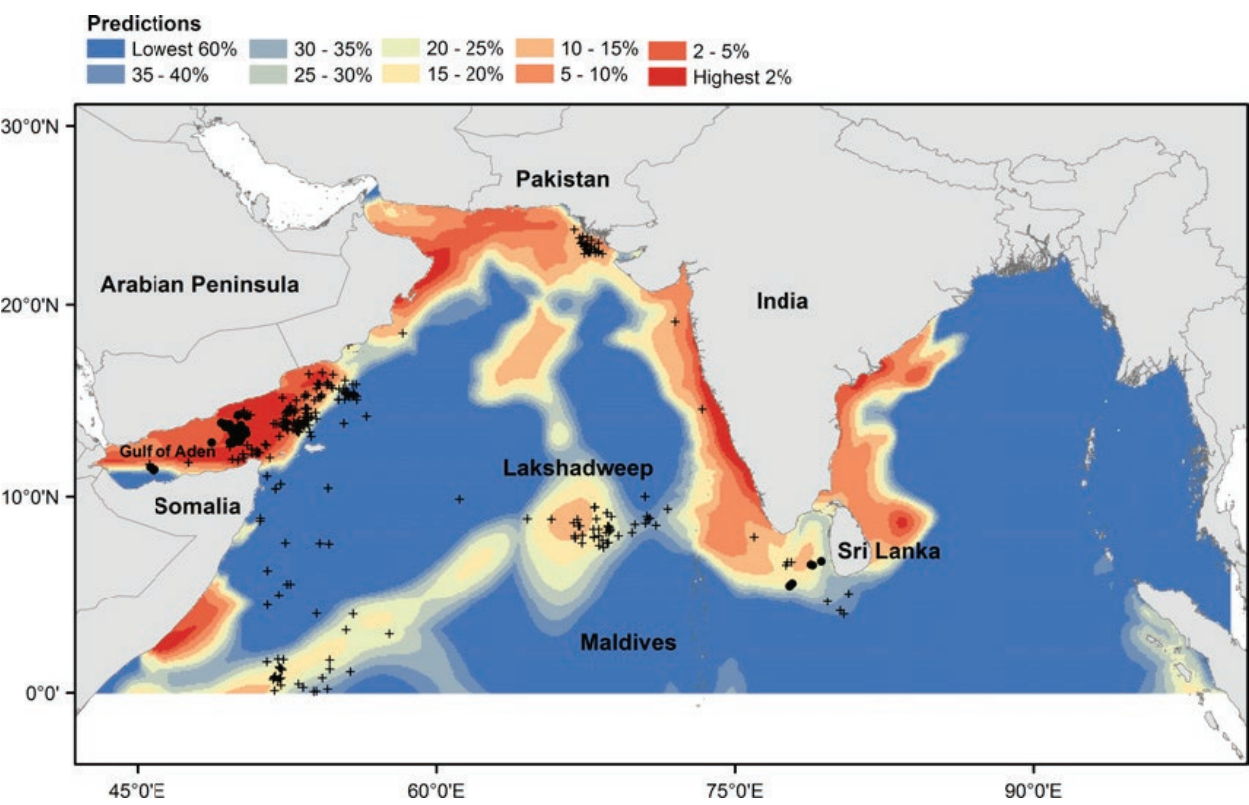 Predictions
Lowest 60% 30 - 35% 20 - 25% 10 - 15% 2 - 5%
35 - 40% 25 - 30% 15 - 20% 5 - 10% Highest 2%
30°0'N
Pakistan
Arabian Peninsula
India
20°0'N
Gulf of Aden
Lakshadweep
10°0'N
Somalia
Sri Lanka
Maldives
0°0'
45°0'E 60°0'E 75°0'E 90°0'E